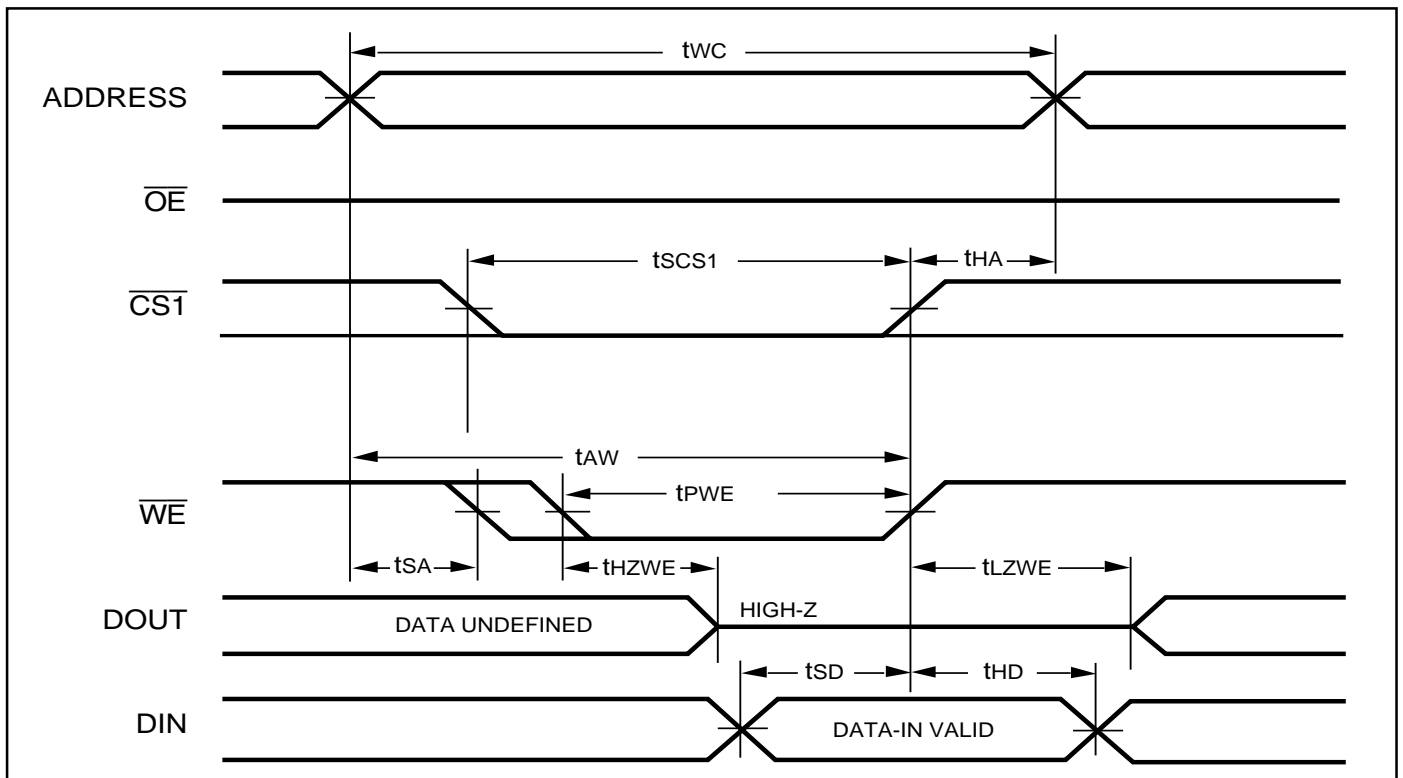 tWC
ADDRESS
OE
tSCS1
tHA
CS1
tAW
tPWE
WE
tSA
tHZWE
tLZWE
DOUT
DATA UNDEFINED
HIGH-Z
tSD
tHD
DIN
DATA-IN VALID